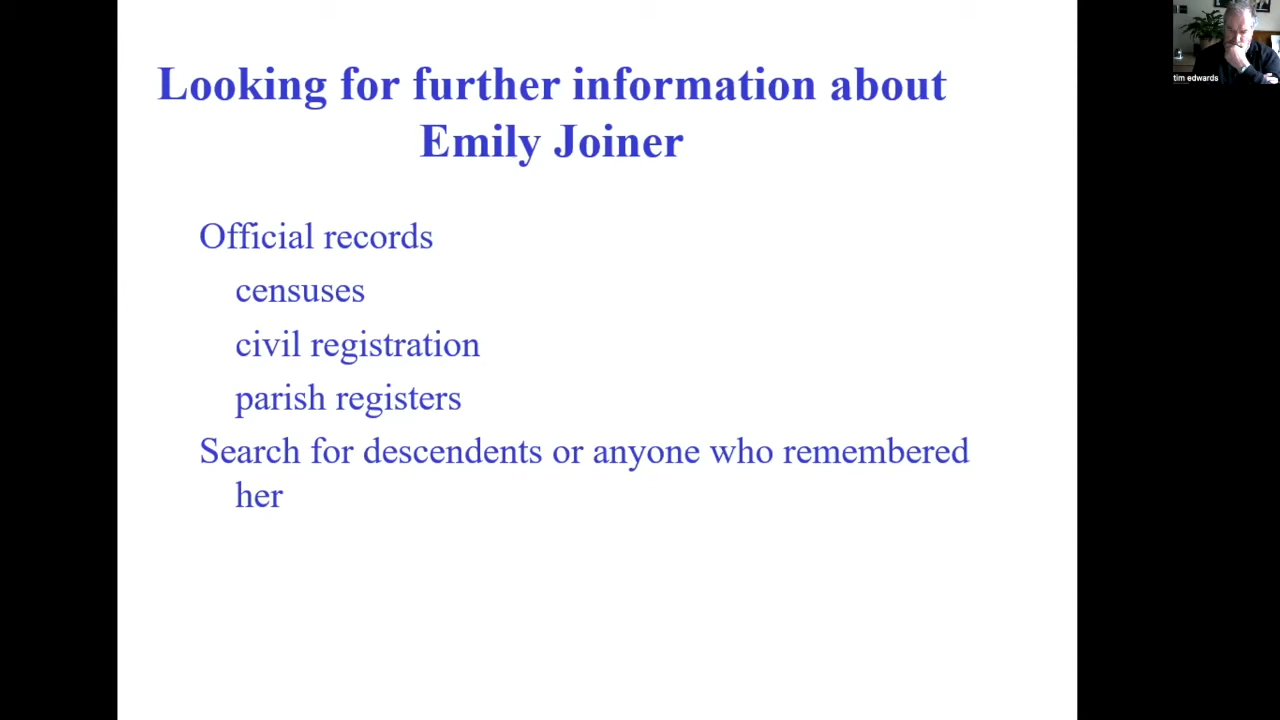 Looking for further information about
Emily Joiner
Official records
censuses
civil registration
parish registers
Search for descendents or anyone who remembered
her
tim edwards